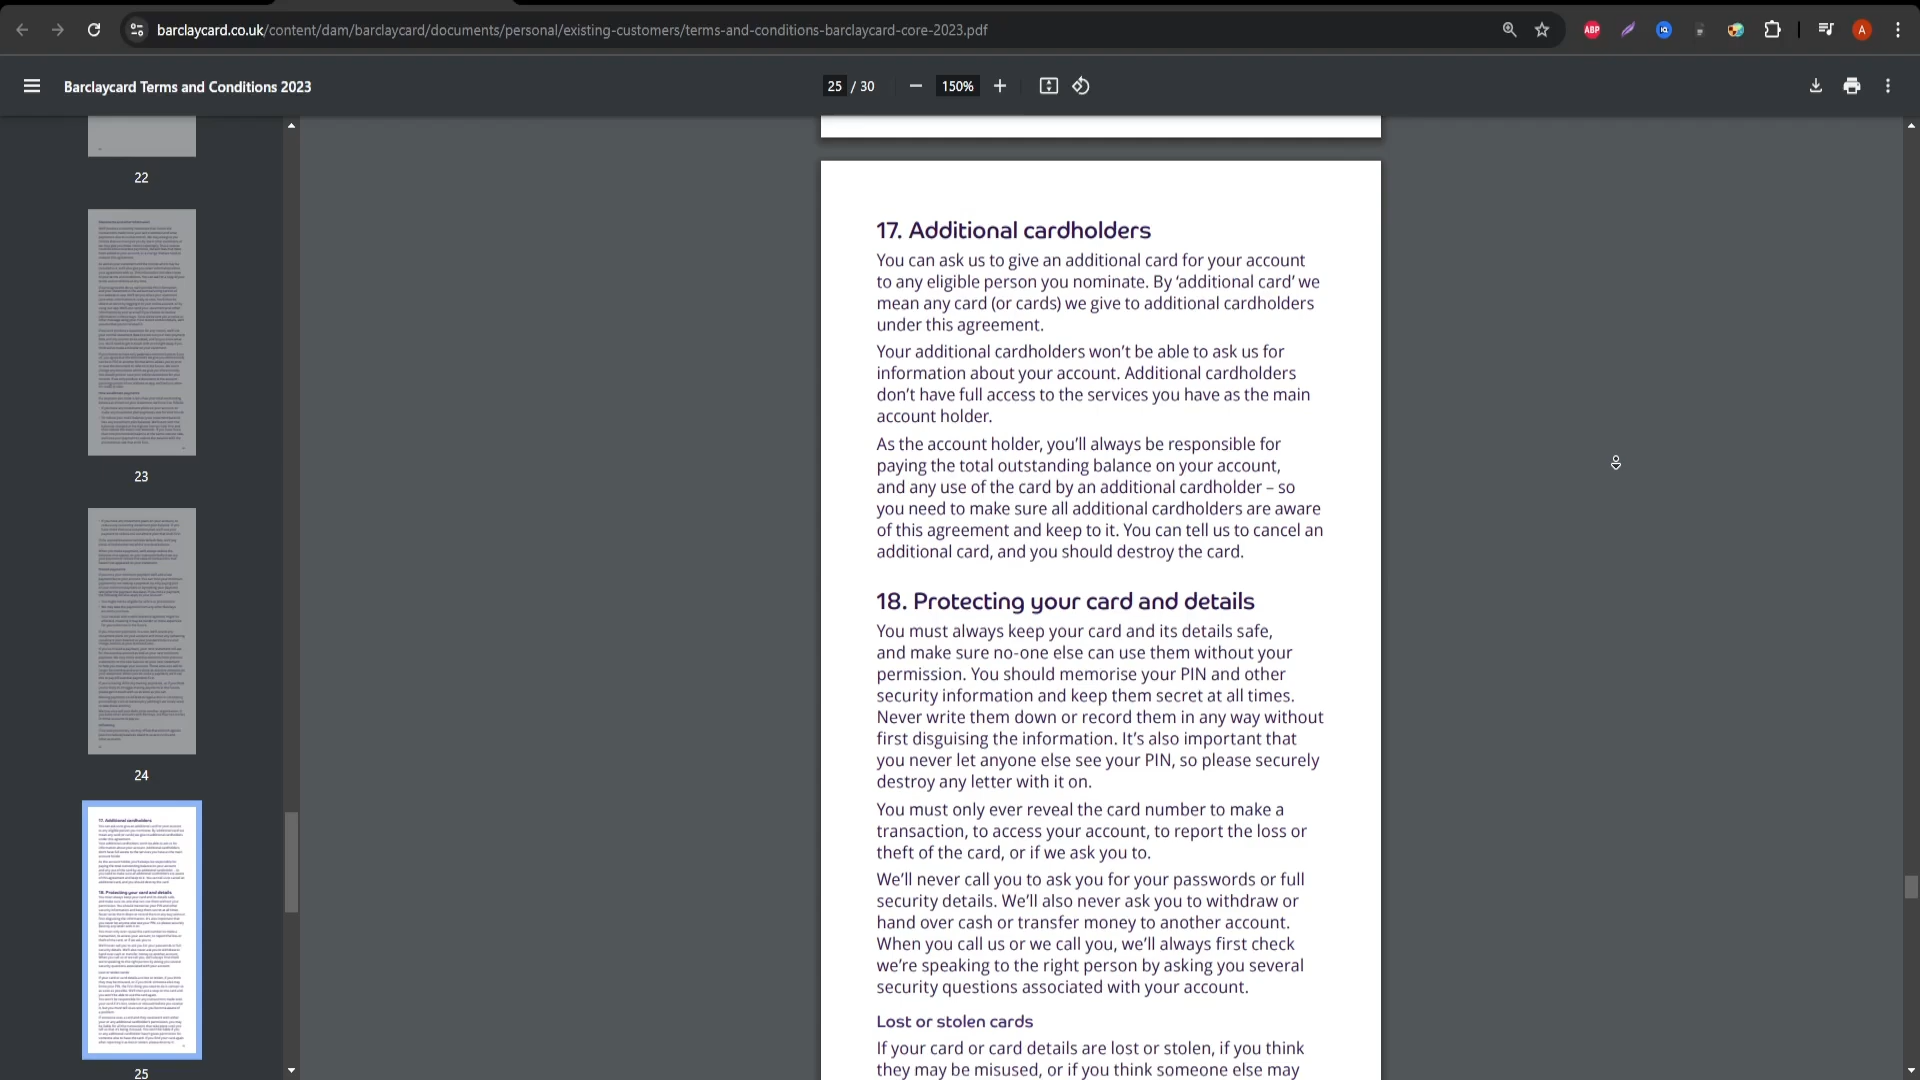 barclaycard.co.uk/content/dam/barclaycard/documents/personal/existing-customers/terms-and-conditions-barclaycard-core-2023.pdf
ABP
A
Barclaycard Terms and Conditions 2023
25 / 30
150%
22
23
24
25
17. Additional cardholders
You can ask us to give an additional card for your account
to any eligible person you nominate. By ‘additional card’ we
mean any card (or cards) we give to additional cardholders
under this agreement.
Your additional cardholders won’t be able to ask us for
information about your account. Additional cardholders
don’t have full access to the services you have as the main
account holder.
As the account holder, you’ll always be responsible for
paying the total outstanding balance on your account,
and any use of the card by an additional cardholder – so
you need to make sure all additional cardholders are aware
of this agreement and keep to it. You can tell us to cancel an
additional card, and you should destroy the card.
18. Protecting your card and details
You must always keep your card and its details safe,
and make sure no-one else can use them without your
permission. You should memorise your PIN and other
security information and keep them secret at all times.
Never write them down or record them in any way without
first disguising the information. It’s also important that
you never let anyone else see your PIN, so please securely
destroy any letter with it on.
You must only ever reveal the card number to make a
transaction, to access your account, to report the loss or
theft of the card, or if we ask you to.
We’ll never call you to ask you for your passwords or full
security details. We’ll also never ask you to withdraw or
hand over cash or transfer money to another account.
When you call us or we call you, we’ll always first check
we’re speaking to the right person by asking you several
security questions associated with your account.
Lost or stolen cards
If your card or card details are lost or stolen, if you think
they may be misused, or if you think someone else may